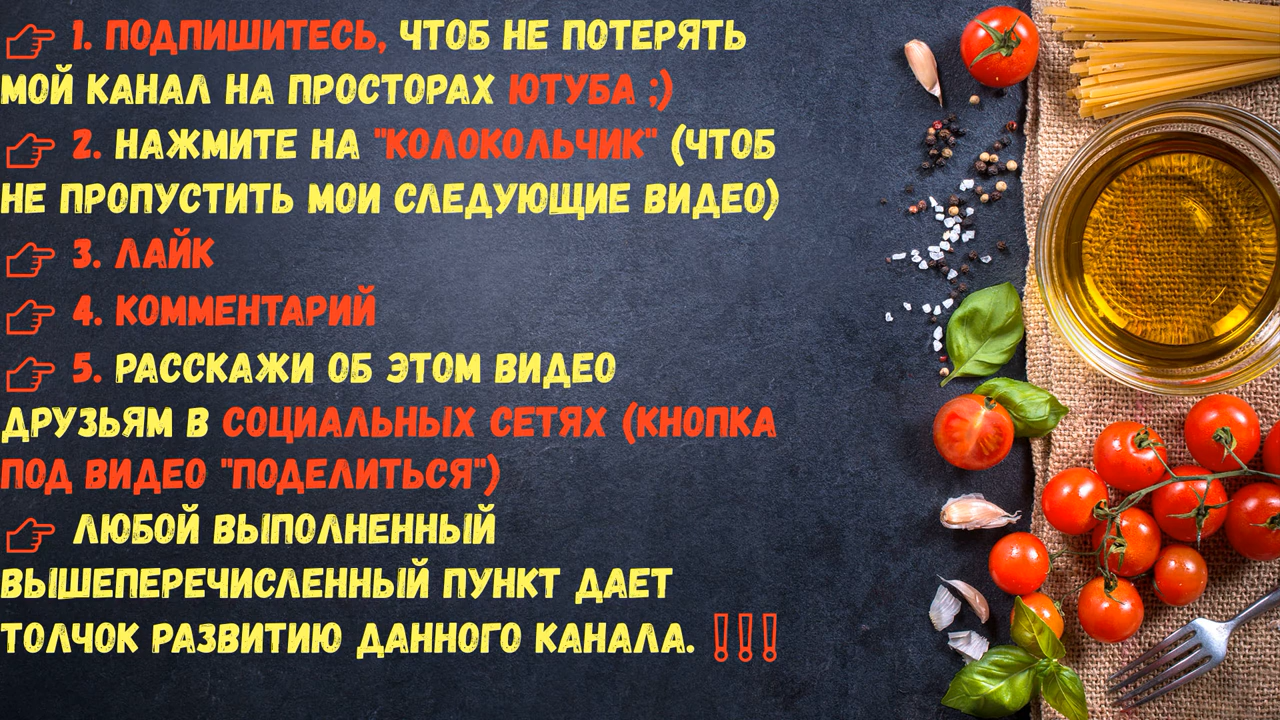 👉 1. ПОДПИШИТЕСЬ, ЧТОБ НЕ ПОТЕРЯТЬ
МОЙ КАНАЛ НА ПРОСТОРАХ ЮТУБА ;)
👉 2. НАЖМИТЕ НА "КОЛОКОЛЬЧИК" (ЧТОБ
НЕ ПРОПУСТИТЬ МОИ СЛЕДУЮЩИЕ ВИДЕО)
👉 3. ЛАЙК
👉 4. КОММЕНТАРИЙ
👉 5. РАССКАЖИ ОБ ЭТОМ ВИДЕО
ДРУЗЬЯМ В СОЦИАЛЬНЫХ СЕТЯХ (КНОПКА
ПОД ВИДЕО "ПОДЕЛИТЬСЯ")
👉 ЛЮБОЙ ВЫПОЛНЕННЫЙ
ВЫШЕПЕРЕЧИСЛЕННЫЙ ПУНКТ ДАЕТ
ТОЛЧОК РАЗВИТИЮ ДАННОГО КАНАЛА. ❗❗❗